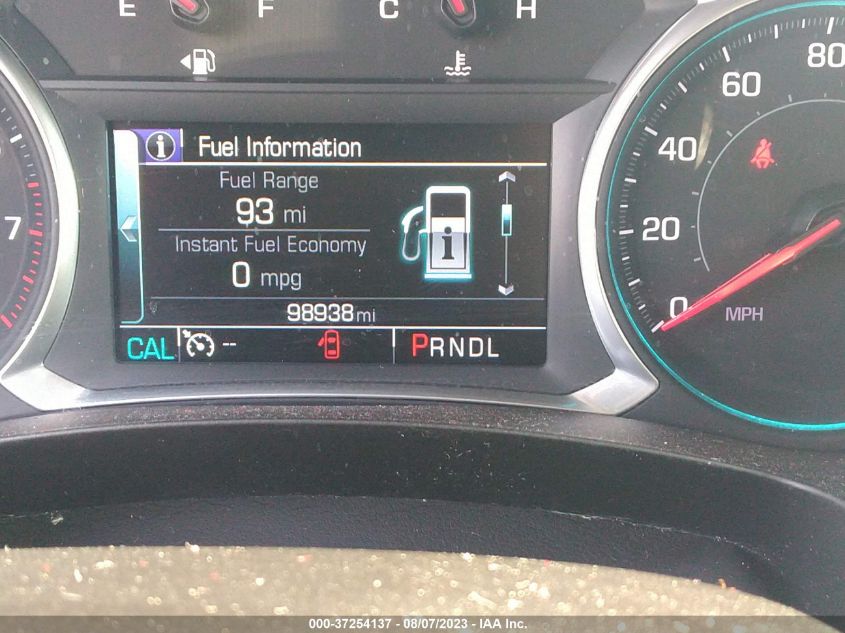 E F C H
Fuel Information
Fuel Range
93 mi
Instant Fuel Economy
0 mpg
98938 mi
CAL -- PRNDL
7
80
60
40
20
0
MPH
000-37254137 - 08/07/2023 - IAA Inc.